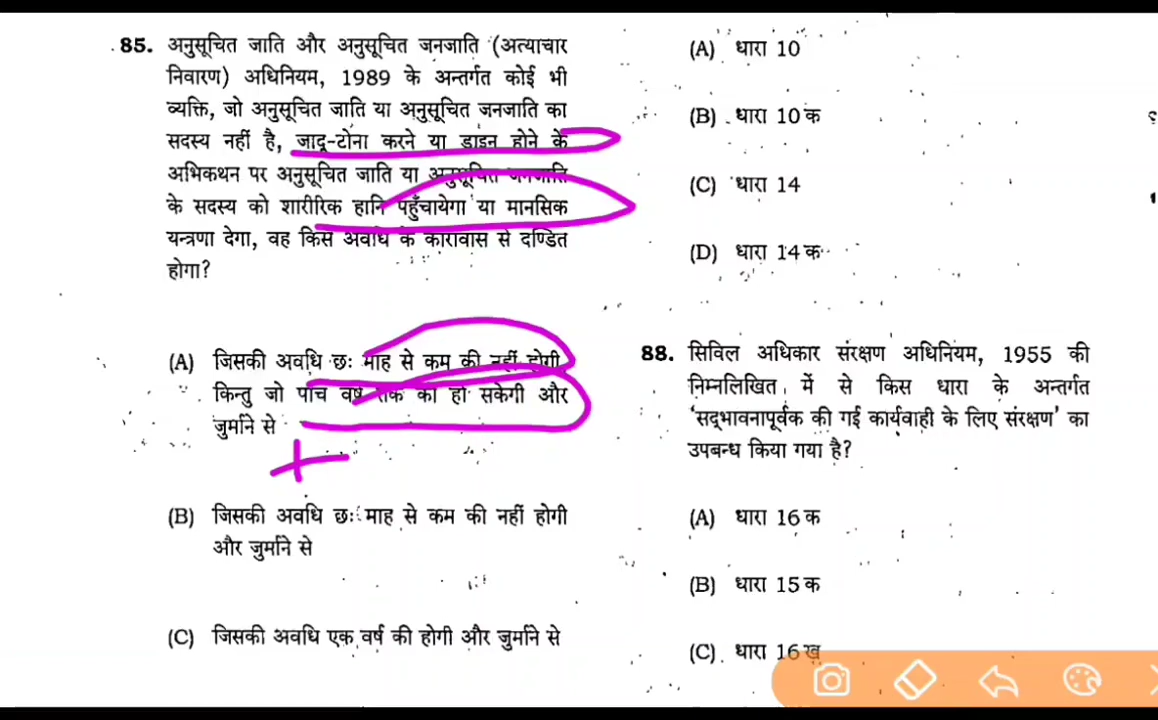 85. अनुसूचित जाति और अनुसूचित जनजाति (अत्याचार
निवारण) अधिनियम, 1989 के अन्तर्गत कोई भी
व्यक्ति, जो अनुसूचित जाति या अनुसूचित जनजाति का
सदस्य नहीं है, जादू-टोना करने या डाइन होने के
अभिकथन पर अनुसूचित जाति या अनुसूचित जनजाति
के सदस्य को शारीरिक हानि पहुँचायेगा या मानसिक
यन्त्रणा देगा, वह किस अवधि के कारावास से दण्डित
होगा?
(A) जिसकी अवधि छः माह से कम की नहीं होगी
किन्तु जो पाँच वर्ष तक की हो सकेगी और
जुर्माने से
(B) जिसकी अवधि छः माह से कम की नहीं होगी
और जुर्माने से
(C) जिसकी अवधि एक वर्ष की होगी और जुर्माने से
(A) धारा 10
(B) धारा 10 क
(C) धारा 14
(D) धारा 14 क
88. सिविल अधिकार संरक्षण अधिनियम, 1955 की
निम्नलिखित में से किस धारा के अन्तर्गत
'सद्भावनापूर्वक की गई कार्यवाही के लिए संरक्षण' का
उपबन्ध किया गया है?
(A) धारा 16 क
(B) धारा 15 क
(C) धारा 16 ख